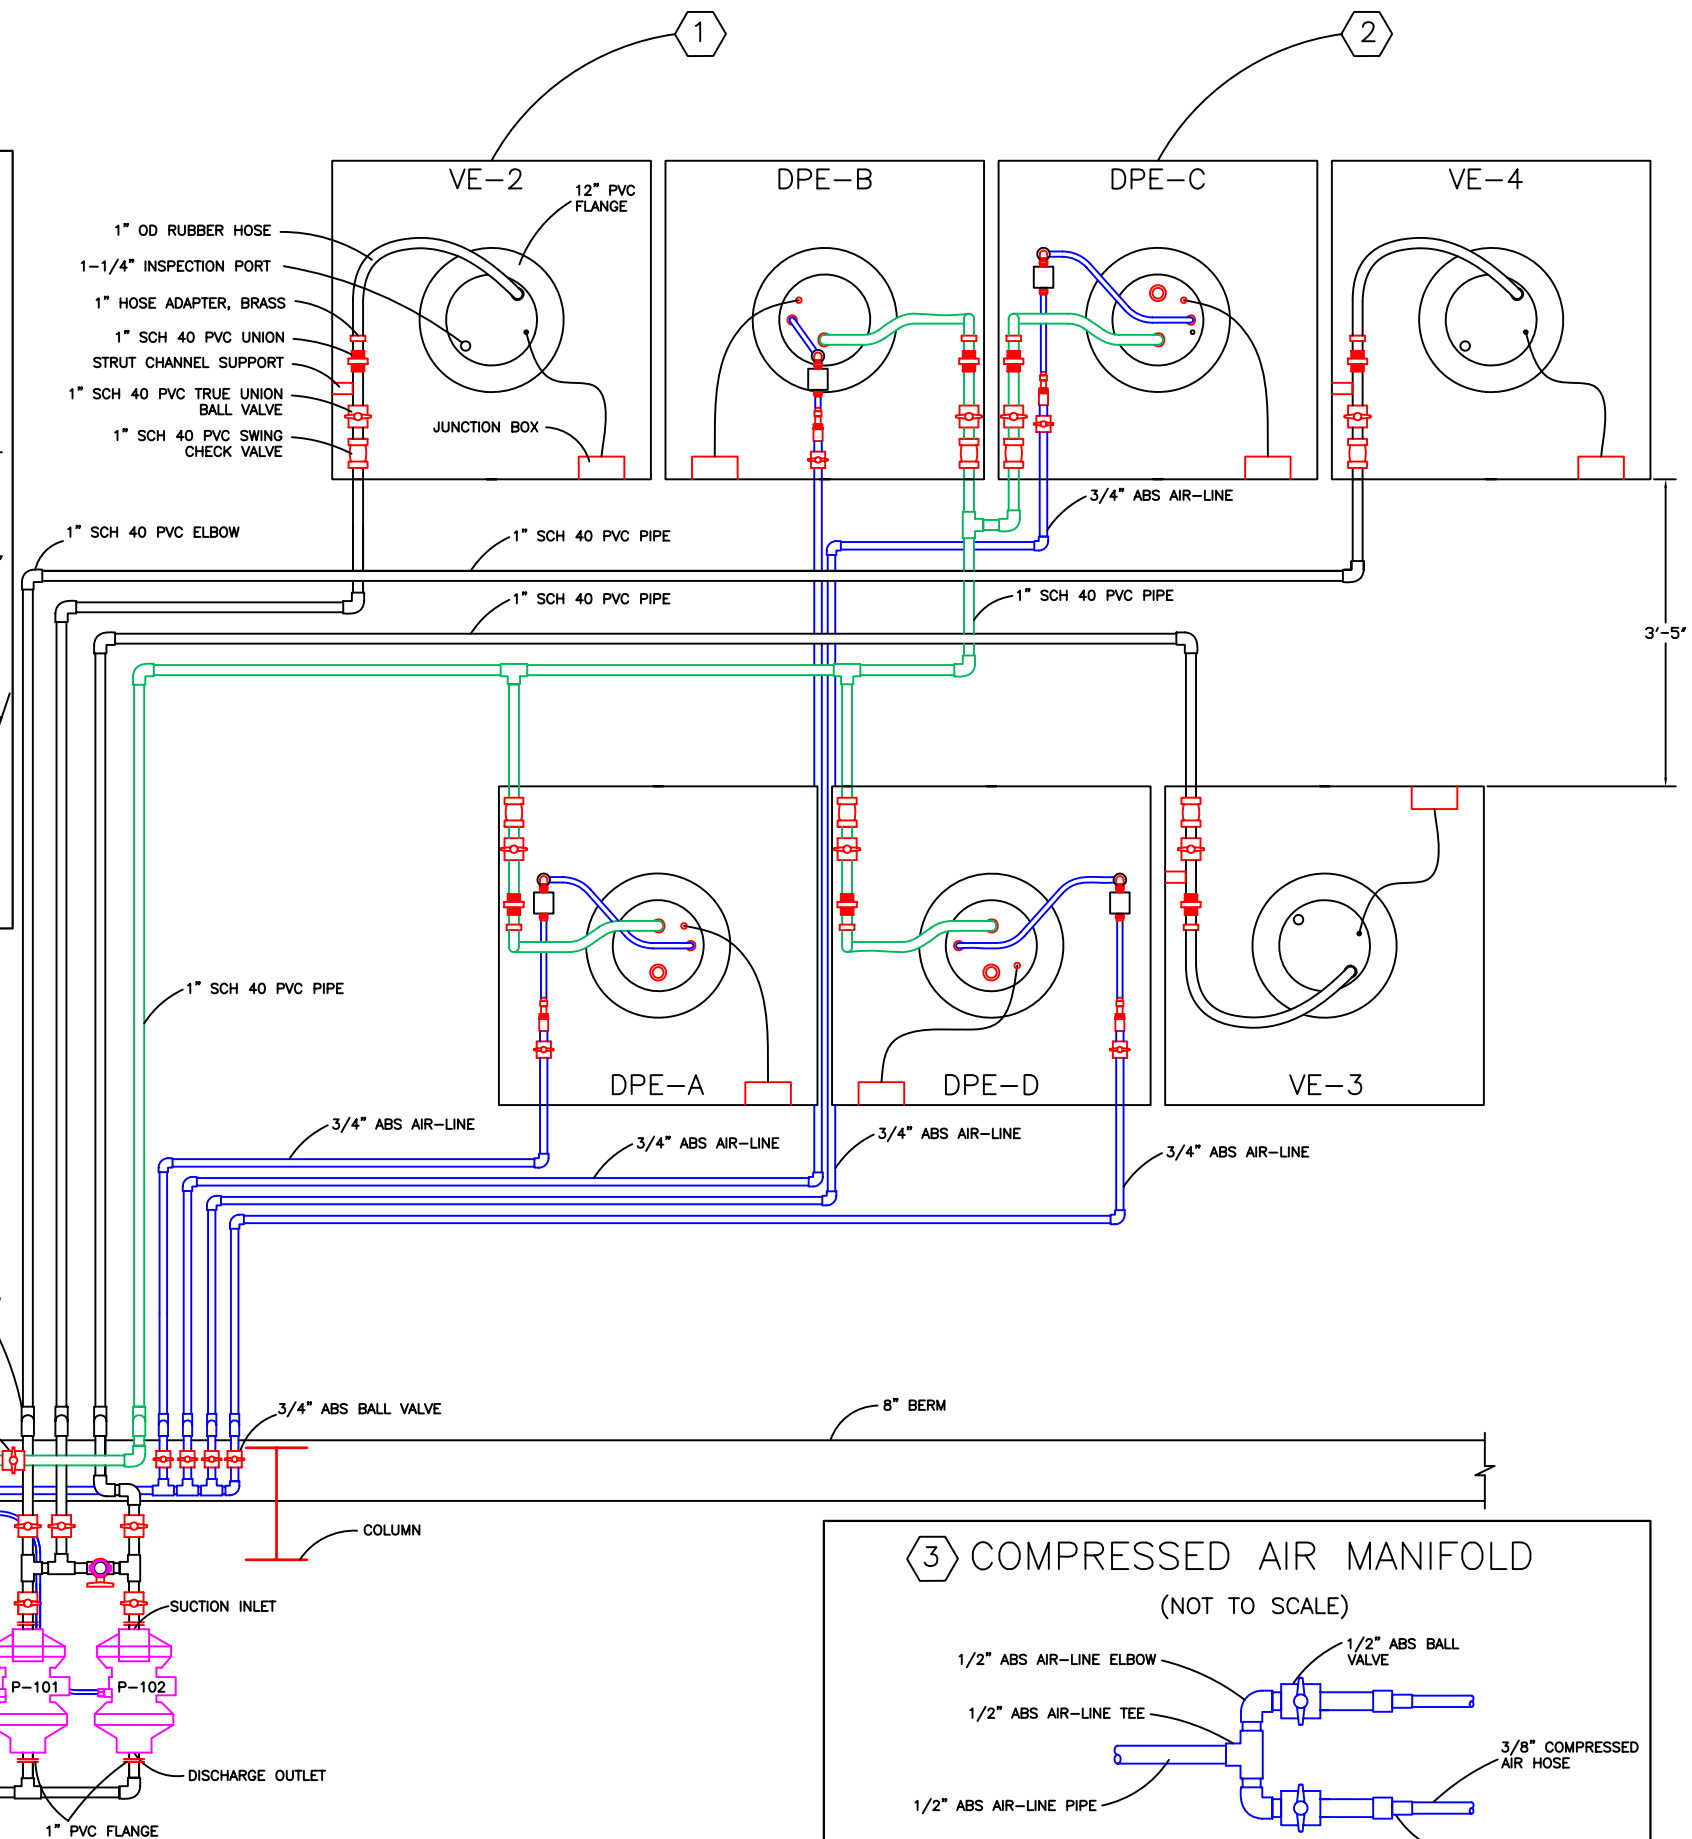 1
2
VE-2
DPE-B
DPE-C
VE-4
12" PVC
FLANGE
1" OD RUBBER HOSE
1-1/4" INSPECTION PORT
1" HOSE ADAPTER, BRASS
1" SCH 40 PVC UNION
STRUT CHANNEL SUPPORT
1" SCH 40 PVC TRUE UNION
BALL VALVE
1" SCH 40 PVC SWING
CHECK VALVE
JUNCTION BOX
3/4" ABS AIR-LINE
1" SCH 40 PVC ELBOW
1" SCH 40 PVC PIPE
1" SCH 40 PVC PIPE
1" SCH 40 PVC PIPE
3'-5"
1" SCH 40 PVC PIPE
DPE-A
DPE-D
VE-3
3/4" ABS AIR-LINE
3/4" ABS AIR-LINE
3/4" ABS AIR-LINE
3/4" ABS AIR-LINE
3/4" ABS BALL VALVE
8" BERM
COLUMN
SUCTION INLET
P-101
P-102
DISCHARGE OUTLET
1" PVC FLANGE
3 COMPRESSED AIR MANIFOLD
(NOT TO SCALE)
1/2" ABS AIR-LINE ELBOW
1/2" ABS BALL
VALVE
1/2" ABS AIR-LINE TEE
3/8" COMPRESSED
AIR HOSE
1/2" ABS AIR-LINE PIPE